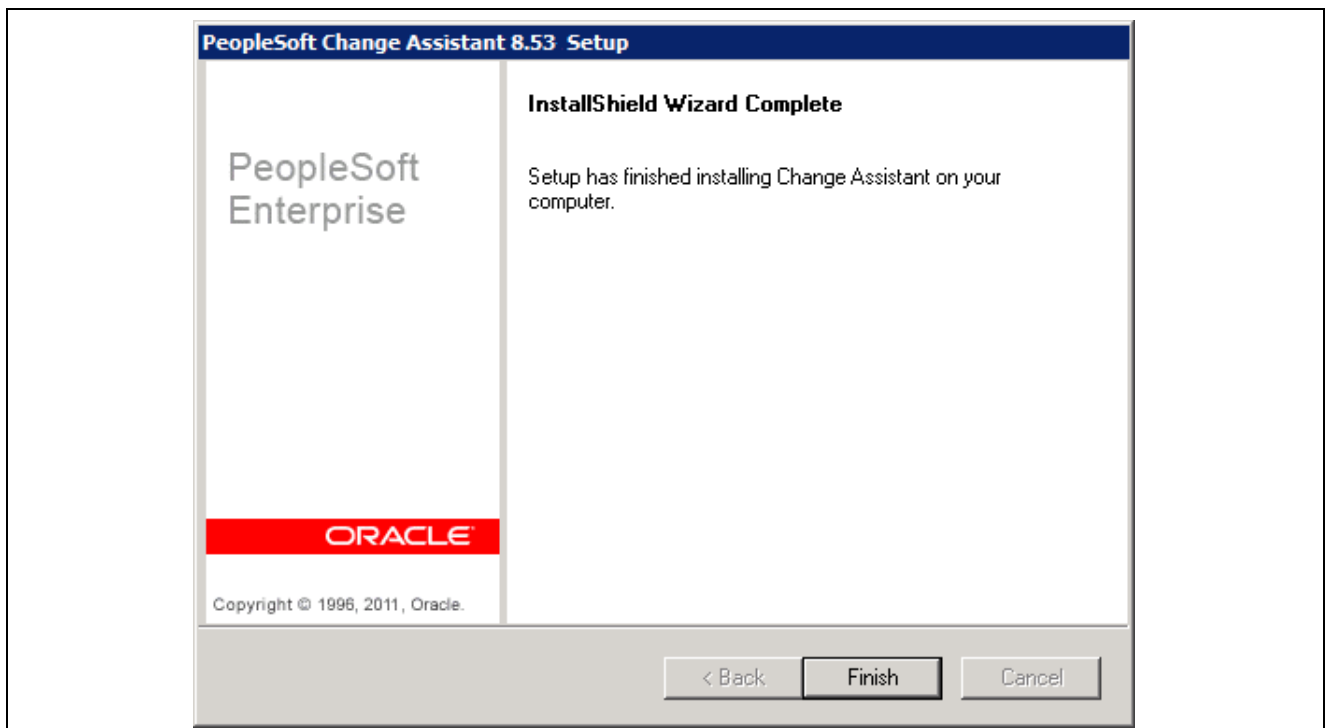 PeopleSoft Change Assistant 8.53 Setup
InstallShield Wizard Complete
PeopleSoft
Enterprise
Setup has finished installing Change Assistant on your
computer.
ORACLE
Copyright © 1996, 2011, Oracle.
< Back
Finish
Cancel